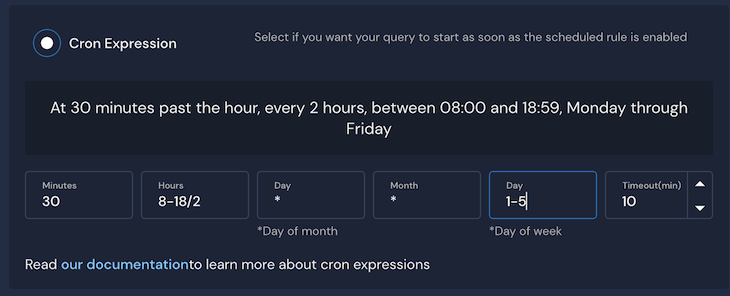 Cron Expression
Select if you want your query to start as soon as the scheduled rule is enabled
At 30 minutes past the hour, every 2 hours, between 08:00 and 18:59, Monday through
Friday
Minutes
30
Hours
8-18/2
Day
*
Month
*
Day
1-5
Timeout(min)
10
*Day of month
*Day of week
Read our documentationto learn more about cron expressions